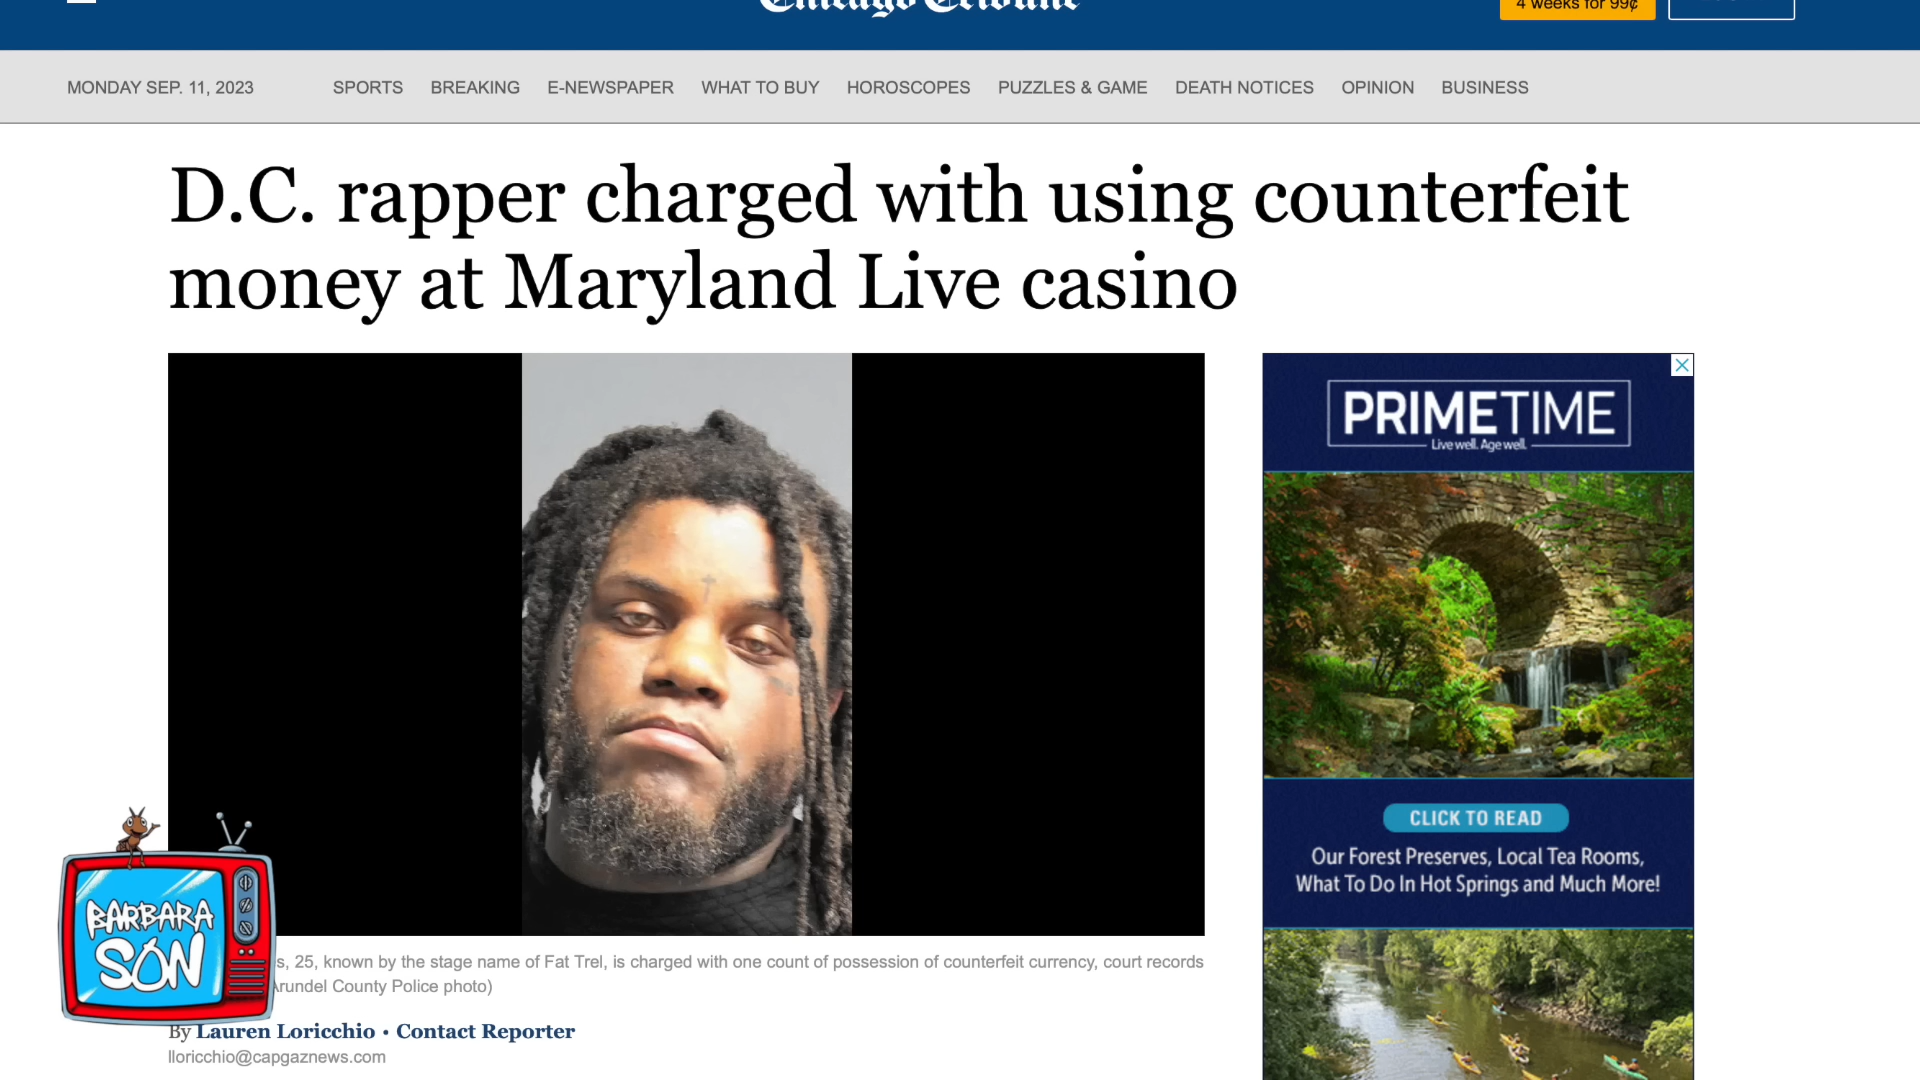 Chicago Tribune
4 weeks for 99¢
MONDAY SEP. 11, 2023
SPORTS BREAKING E-NEWSPAPER WHAT TO BUY HOROSCOPES PUZZLES & GAME DEATH NOTICES OPINION BUSINESS
D.C. rapper charged with using counterfeit
money at Maryland Live casino
PRIMETIME
Live well. Age well.
CLICK TO READ
Our Forest Preserves, Local Tea Rooms,
What To Do In Hot Springs and Much More!
BARBARA
SON
s, 25, known by the stage name of Fat Trel, is charged with one count of possession of counterfeit currency, court records
Arundel County Police photo)
By Lauren Loricchio • Contact Reporter
lloricchio@capgaznews.com